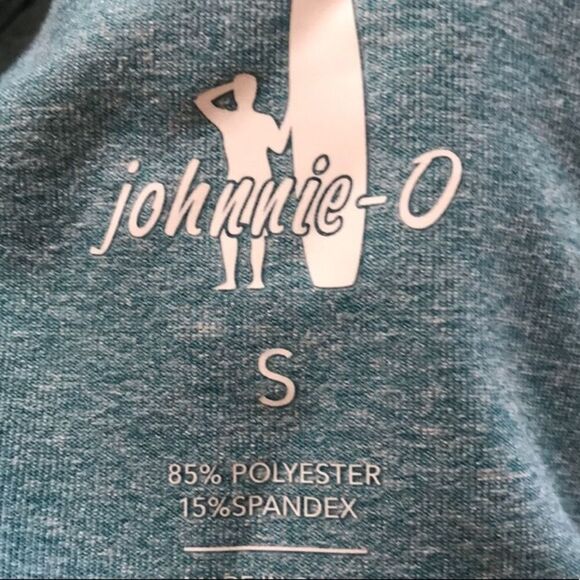 johnnie-O
S
85% POLYESTER
15%SPANDEX